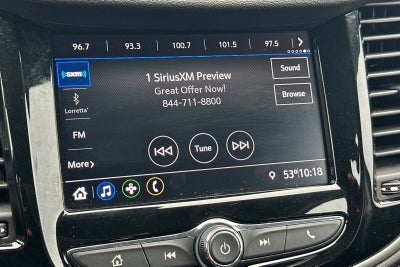 96.7 93.3 100.7 101.5 97.5
sxm
1 SiriusXM Preview
Sound
Great Offer Now!
844-711-8800
Browse
Lorretta'
FM
Tune
More
53° 10:18